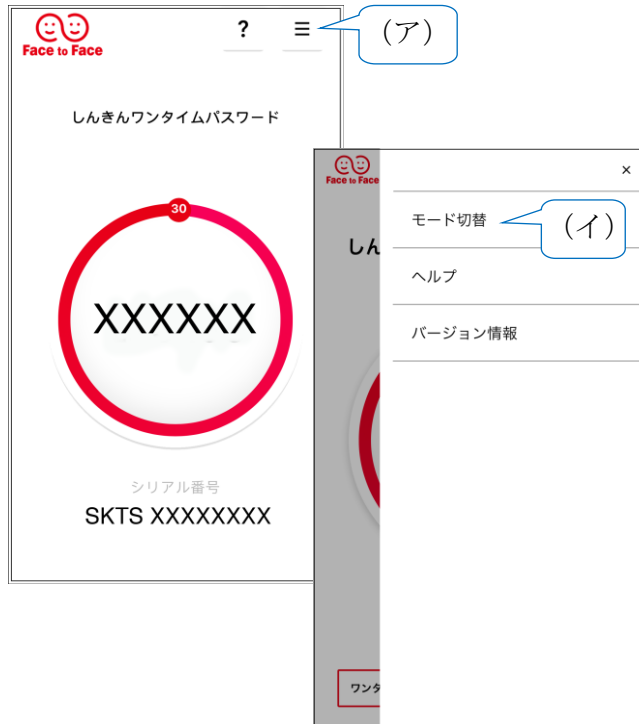 Face to Face
?
(ア)
しんきんワンタイムパスワード
30
XXXXXX
シリアル番号
SKTS XXXXXXXX
Face to Face
×
しん
モード切替
(イ)
ヘルプ
バージョン情報
ワンタ